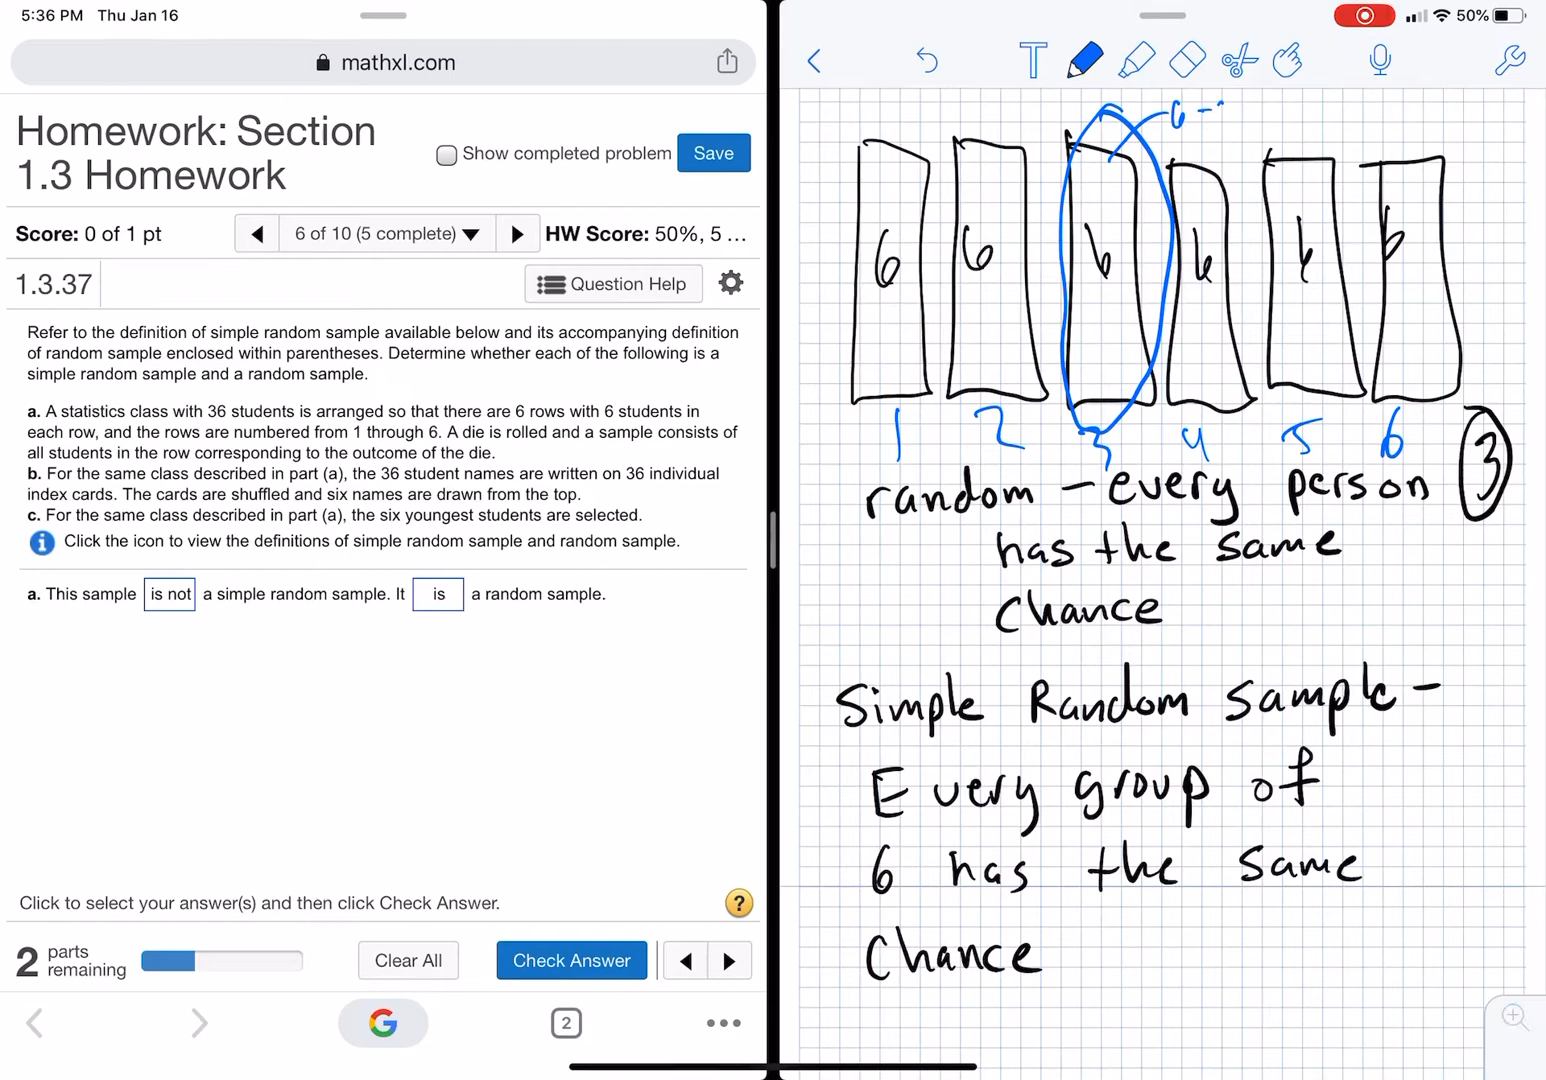 5:36 PM Thu Jan 16
50%
mathxl.com
Homework: Section
1.3 Homework
Show completed problem
Save
Score: 0 of 1 pt
6 of 10 (5 complete)
HW Score: 50%, 5 ...
1.3.37
Question Help
Refer to the definition of simple random sample available below and its accompanying definition
of random sample enclosed within parentheses. Determine whether each of the following is a
simple random sample and a random sample.
a. A statistics class with 36 students is arranged so that there are 6 rows with 6 students in
each row, and the rows are numbered from 1 through 6. A die is rolled and a sample consists of
all students in the row corresponding to the outcome of the die.
b. For the same class described in part (a), the 36 student names are written on 36 individual
index cards. The cards are shuffled and six names are drawn from the top.
c. For the same class described in part (a), the six youngest students are selected.
Click the icon to view the definitions of simple random sample and random sample.
a. This sample is not a simple random sample. It is a random sample.
Click to select your answer(s) and then click Check Answer.
?
2 parts
remaining
Clear All
Check Answer
2
T
6 6 6 6 6 6
1 2 3 4 5 6
3
random - every person
has the same
chance
Simple Random Sample -
Every group of
6 has the same
Chance